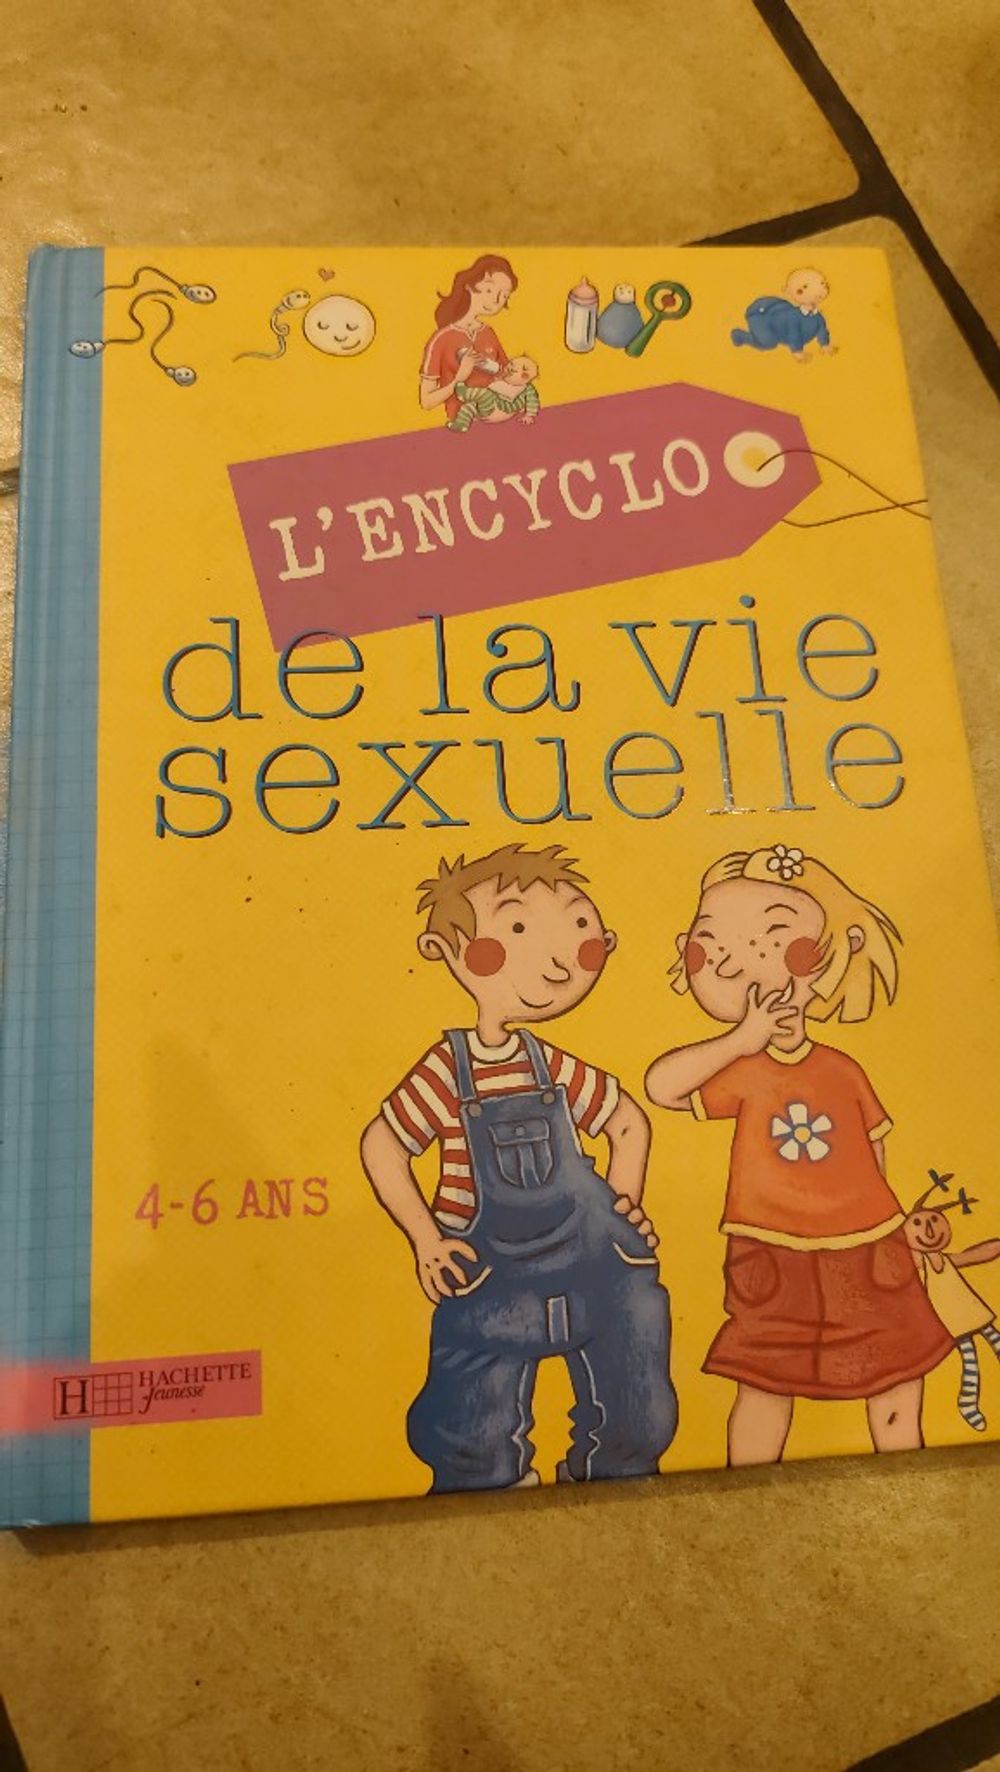 L'ENCYCLO
de la vie
sexuelle
4-6 ANS
H HACHETTE
Jeunesse